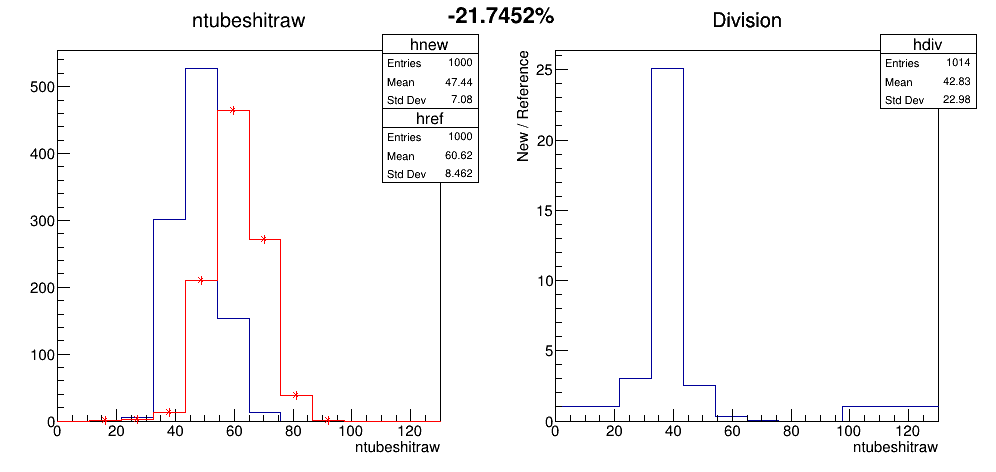 -21.7452%
ntubeshitraw
hnew
Entries 1000
Mean 47.44
Std Dev 7.08
href
Entries 1000
Mean 60.62
Std Dev 8.462
500
400
300
200
100
0
0 20 40 60 80 100 120
ntubeshitraw
Division
hdiv
Entries 1014
Mean 42.83
Std Dev 22.98
New / Reference
25
20
15
10
5
0
0 20 40 60 80 100 120
ntubeshitraw